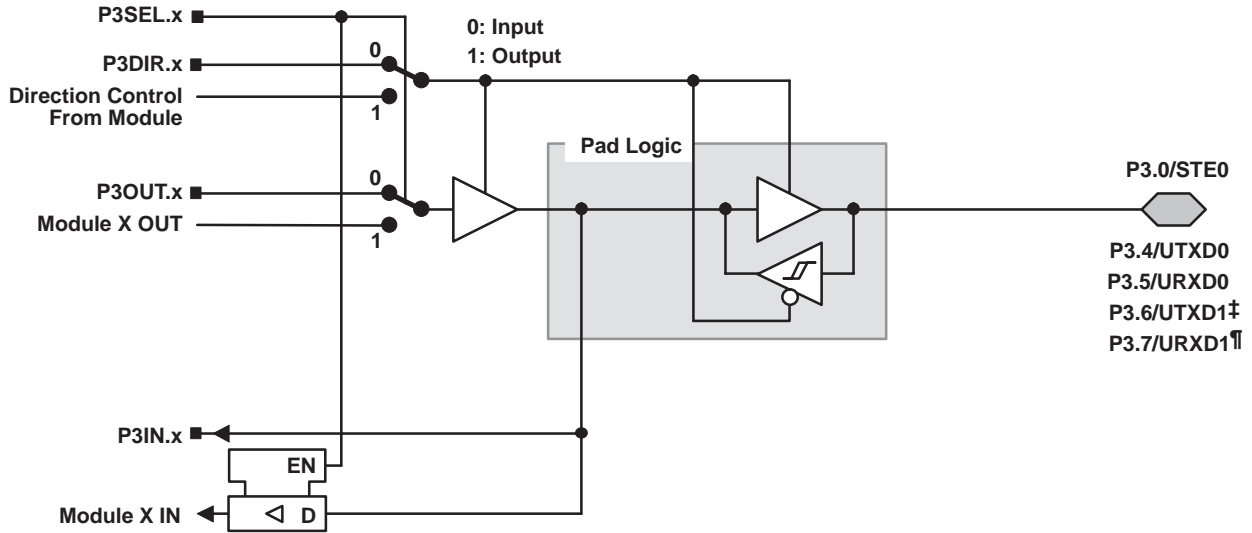 P3SEL.x
0: Input
1: Output
0
P3DIR.x
Direction Control
From Module
1
Pad Logic
P3.0/STE0
0
P3OUT.x
Module X OUT
1
P3.4/UTXD0
P3.5/URXD0
P3.6/UTXD1‡
P3.7/URXD1¶
P3IN.x
EN
Module X IN
D